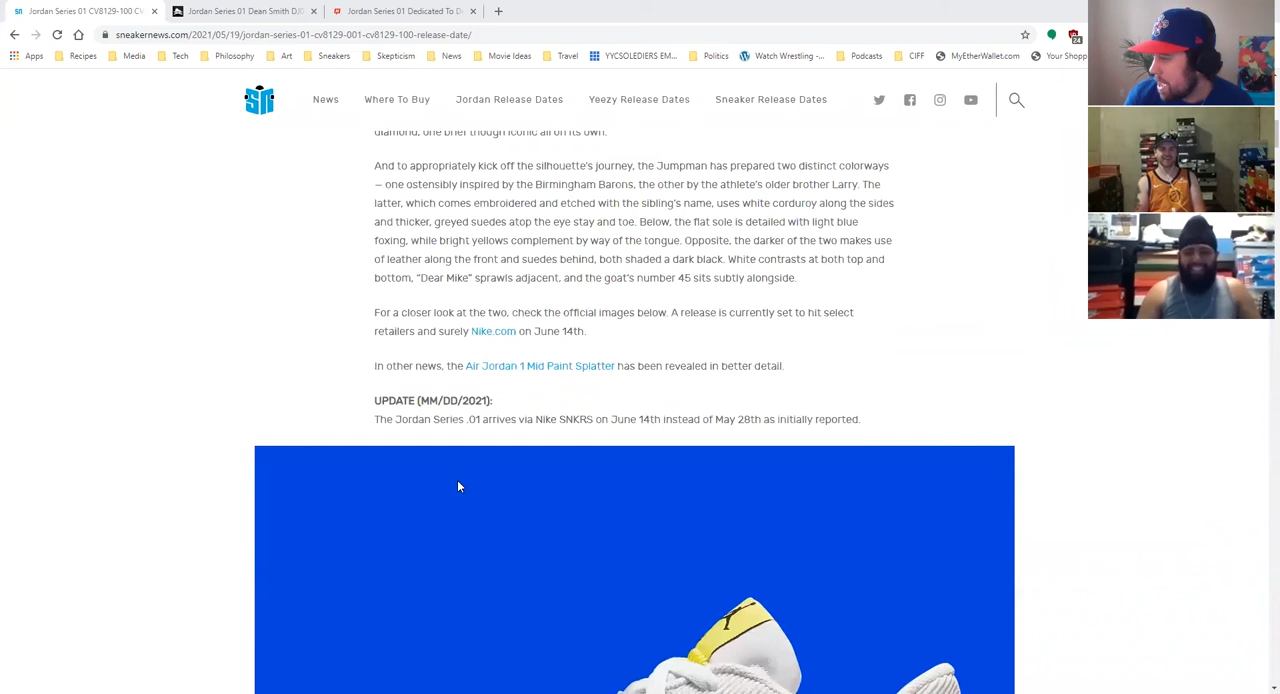 Jordan Series 01 CV8129-100 CV
Jordan Series 01 Dean Smith DJ0
Jordan Series 01 Dedicated To D
sneakernews.com/2021/05/19/jordan-series-01-cv8129-001-cv8129-100-release-date/
24
Apps Recipes Media Tech Philosophy Art Sneakers Skepticism News Movie Ideas Travel YYCSOLEDIERS EM... Politics Watch Wrestling -... Podcasts CIFF MyEtherWallet.com Your Shopp
SN News Where To Buy Jordan Release Dates Yeezy Release Dates Sneaker Release Dates
diamond, one brief though iconic all on its own.
And to appropriately kick off the silhouette's journey, the Jumpman has prepared two distinct colorways
— one ostensibly inspired by the Birmingham Barons, the other by the athlete's older brother Larry. The
latter, which comes embroidered and etched with the sibling's name, uses white corduroy along the sides
and thicker, greyed suedes atop the eye stay and toe. Below, the flat sole is detailed with light blue
foxing, while bright yellows complement by way of the tongue. Opposite, the darker of the two makes use
of leather along the front and suedes behind, both shaded a dark black. White contrasts at both top and
bottom, "Dear Mike" sprawls adjacent, and the goat's number 45 sits subtly alongside.
For a closer look at the two, check the official images below. A release is currently set to hit select
retailers and surely Nike.com on June 14th.
In other news, the Air Jordan 1 Mid Paint Splatter has been revealed in better detail.
UPDATE (MM/DD/2021):
The Jordan Series .01 arrives via Nike SNKRS on June 14th instead of May 28th as initially reported.